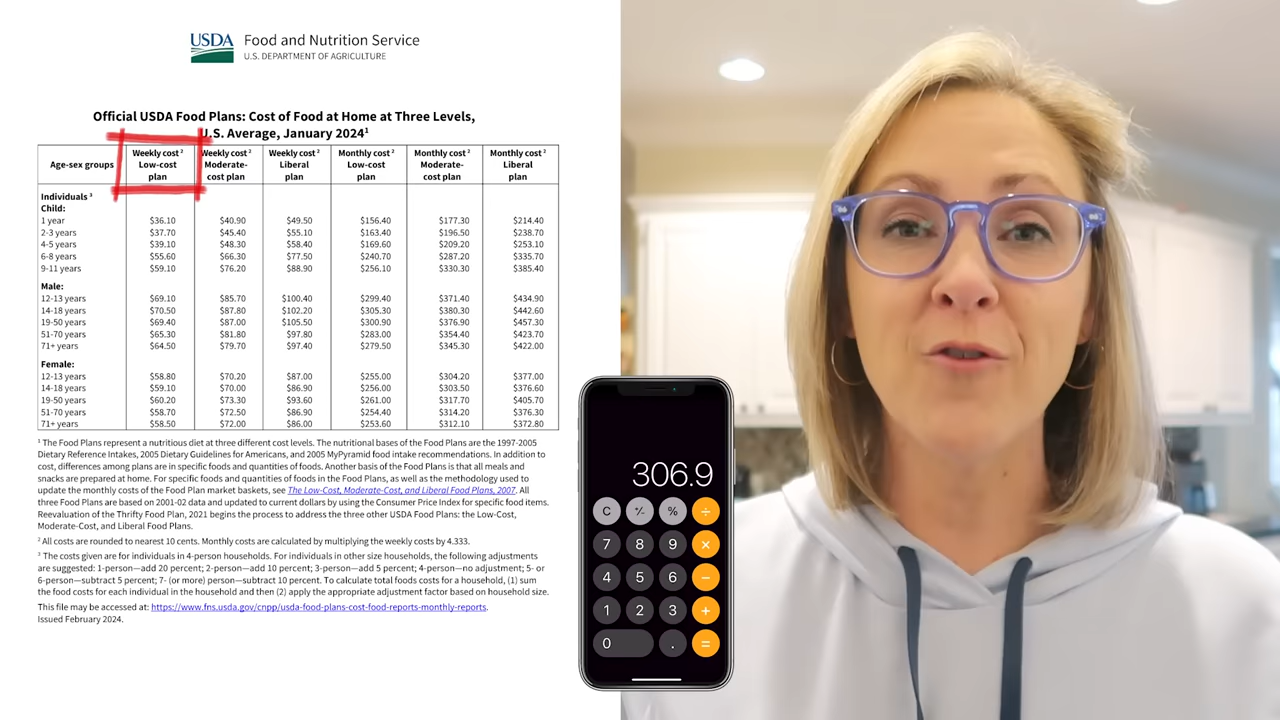 USDA
Food and Nutrition Service
U.S. DEPARTMENT OF AGRICULTURE
Official USDA Food Plans: Cost of Food at Home at Three Levels,
U.S. Average, January 2024¹
Age-sex groups Weekly cost ² Low-cost plan Weekly cost ² Moderate-cost plan Weekly cost ² Liberal plan Monthly cost ² Low-cost plan Monthly cost ² Moderate-cost plan Monthly cost ² Liberal plan
Individuals ³
Child:
1 year $36.10 $40.90 $49.50 $156.40 $177.30 $214.40
2-3 years $37.70 $45.40 $55.10 $163.40 $196.50 $238.70
4-5 years $39.10 $48.30 $58.40 $169.60 $209.20 $253.10
6-8 years $55.60 $66.30 $77.50 $240.70 $287.20 $335.70
9-11 years $59.10 $76.20 $88.90 $256.10 $330.30 $385.40
Male:
12-13 years $69.10 $85.70 $100.40 $299.40 $371.40 $434.90
14-18 years $70.50 $87.80 $102.20 $305.30 $380.30 $442.60
19-50 years $69.40 $87.00 $105.50 $300.90 $376.90 $457.30
51-70 years $65.30 $81.80 $97.80 $283.00 $354.40 $423.70
71+ years $64.50 $79.70 $97.40 $279.50 $345.30 $422.00
Female:
12-13 years $58.80 $70.20 $87.00 $255.00 $304.20 $377.00
14-18 years $59.10 $70.00 $86.90 $256.00 $303.50 $376.60
19-50 years $60.20 $73.30 $93.60 $261.00 $317.70 $405.70
51-70 years $58.70 $72.50 $86.90 $254.40 $314.20 $376.30
71+ years $58.50 $72.00 $86.00 $253.60 $312.10 $372.80
¹ The Food Plans represent a nutritious diet at three different cost levels. The nutritional bases of the Food Plans are the 1997-2005
Dietary Reference Intakes, 2005 Dietary Guidelines for Americans, and 2005 MyPyramid food intake recommendations. In addition to
cost, differences among plans are in specific foods and quantities of foods. Another basis of the Food Plans is that all meals and
snacks are prepared at home. For specific foods and quantities of foods in the Food Plans, as well as the methodology used to
update the monthly costs of the Food Plan market baskets, see The Low-Cost, Moderate-Cost, and Liberal Food Plans, 2007. All
three Food Plans are based on 2001-02 data and updated to current dollars by using the Consumer Price Index for specific food items.
Reevaluation of the Thrifty Food Plan, 2021 begins the process to address the three other USDA Food Plans: the Low-Cost,
Moderate-Cost, and Liberal Food Plans.
² All costs are rounded to nearest 10 cents. Monthly costs are calculated by multiplying the weekly costs by 4.333.
³ The costs given are for individuals in 4-person households. For individuals in other size households, the following adjustments
are suggested: 1-person—add 20 percent; 2-person—add 10 percent; 3-person—add 5 percent; 4-person—no adjustment; 5- or
6-person—subtract 5 percent; 7- (or more) person—subtract 10 percent. To calculate total foods costs for a household, (1) sum
the food costs for each individual in the household and then (2) apply the appropriate adjustment factor based on household size.
This file may be accessed at: https://www.fns.usda.gov/cnpp/usda-food-plans-cost-food-reports-monthly-reports.
Issued February 2024.
306.9
C ⁺∕₋ % ÷
7 8 9 ×
4 5 6 −
1 2 3 +
0 . =